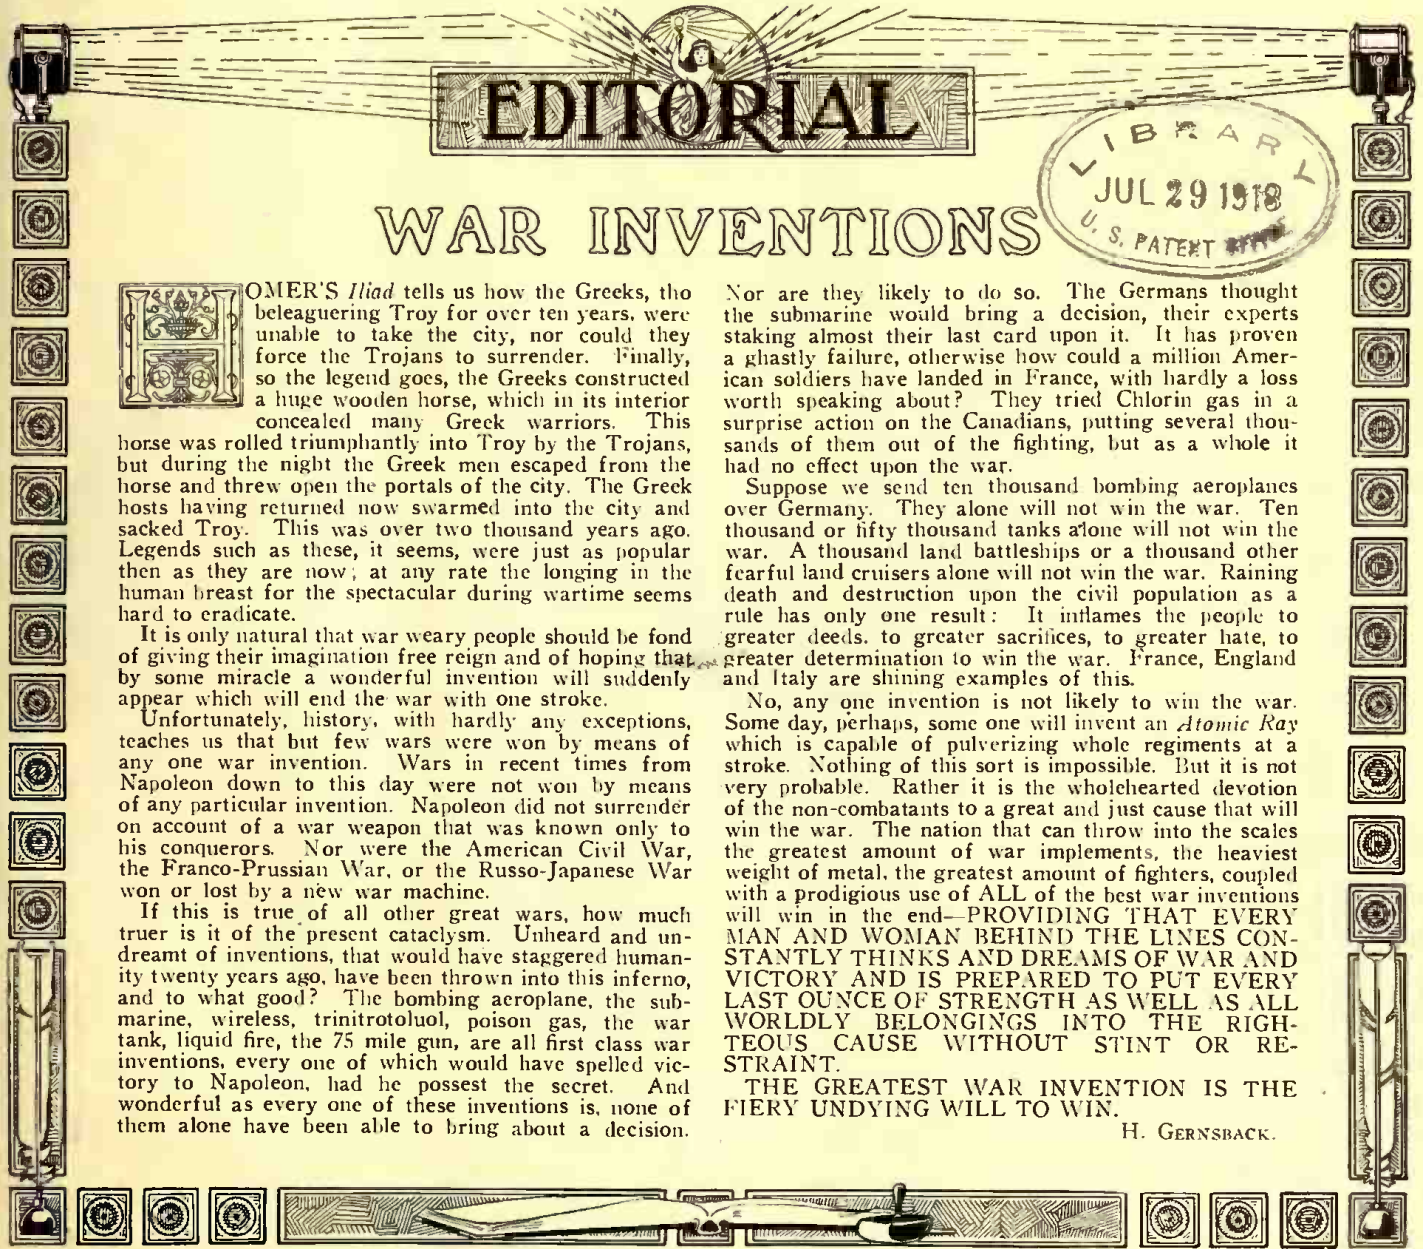 EDITORIAL
LIBRARY
JUL 29 1918
U. S. PATENT
WAR INVENTIONS
HOMER'S Iliad tells us how the Greeks, tho
beleaguering Troy for over ten years, were
unable to take the city, nor could they
force the Trojans to surrender. Finally,
so the legend goes, the Greeks constructed
a huge wooden horse, which in its interior
concealed many Greek warriors. This
horse was rolled triumphantly into Troy by the Trojans,
but during the night the Greek men escaped from the
horse and threw open the portals of the city. The Greek
hosts having returned now swarmed into the city and
sacked Troy. This was over two thousand years ago.
Legends such as these, it seems, were just as popular
then as they are now; at any rate the longing in the
human breast for the spectacular during wartime seems
hard to eradicate.
It is only natural that war weary people should be fond
of giving their imagination free reign and of hoping that
by some miracle a wonderful invention will suddenly
appear which will end the war with one stroke.
Unfortunately, history, with hardly any exceptions,
teaches us that but few wars were won by means of
any one war invention. Wars in recent times from
Napoleon down to this day were not won by means
of any particular invention. Napoleon did not surrender
on account of a war weapon that was known only to
his conquerors. Nor were the American Civil War,
the Franco-Prussian War, or the Russo-Japanese War
won or lost by a new war machine.
If this is true of all other great wars, how much
truer is it of the present cataclysm. Unheard and un-
dreamt of inventions, that would have staggered human-
ity twenty years ago, have been thrown into this inferno,
and to what good? The bombing aeroplane, the sub-
marine, wireless, trinitrotoluol, poison gas, the war
tank, liquid fire, the 75 mile gun, are all first class war
inventions, every one of which would have spelled vic-
tory to Napoleon, had he possest the secret. And
wonderful as every one of these inventions is, none of
them alone have been able to bring about a decision.
Nor are they likely to do so. The Germans thought
the submarine would bring a decision, their experts
staking almost their last card upon it. It has proven
a ghastly failure, otherwise how could a million Amer-
ican soldiers have landed in France, with hardly a loss
worth speaking about? They tried Chlorin gas in a
surprise action on the Canadians, putting several thou-
sands of them out of the fighting, but as a whole it
had no effect upon the war.
Suppose we send ten thousand bombing aeroplanes
over Germany. They alone will not win the war. Ten
thousand or fifty thousand tanks alone will not win the
war. A thousand land battleships or a thousand other
fearful land cruisers alone will not win the war. Raining
death and destruction upon the civil population as a
rule has only one result: It inflames the people to
greater deeds, to greater sacrifices, to greater hate, to
greater determination to win the war. France, England
and Italy are shining examples of this.
No, any one invention is not likely to win the war.
Some day, perhaps, some one will invent an Atomic Ray
which is capable of pulverizing whole regiments at a
stroke. Nothing of this sort is impossible. But it is not
very probable. Rather it is the wholehearted devotion
of the non-combatants to a great and just cause that will
win the war. The nation that can throw into the scales
the greatest amount of war implements, the heaviest
weight of metal, the greatest amount of fighters, coupled
with a prodigious use of ALL of the best war inventions
will win in the end—PROVIDING THAT EVERY
MAN AND WOMAN BEHIND THE LINES CON-
STANTLY THINKS AND DREAMS OF WAR AND
VICTORY AND IS PREPARED TO PUT EVERY
LAST OUNCE OF STRENGTH AS WELL AS ALL
WORLDLY BELONGINGS INTO THE RIGH-
TEOUS CAUSE WITHOUT STINT OR RE-
STRAINT.
THE GREATEST WAR INVENTION IS THE
FIERY UNDYING WILL TO WIN.
H. GERNSBACK.